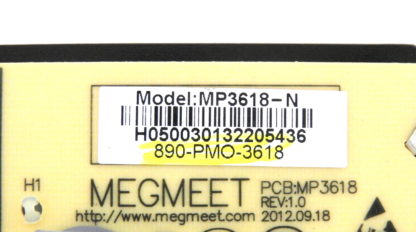 Model:MP3618-N
H050030132205436
890-PMO-3618
H1
MEGMEET
PCB:MP3618
REV:1.0
http://www.megmeet.com 2012.09.18